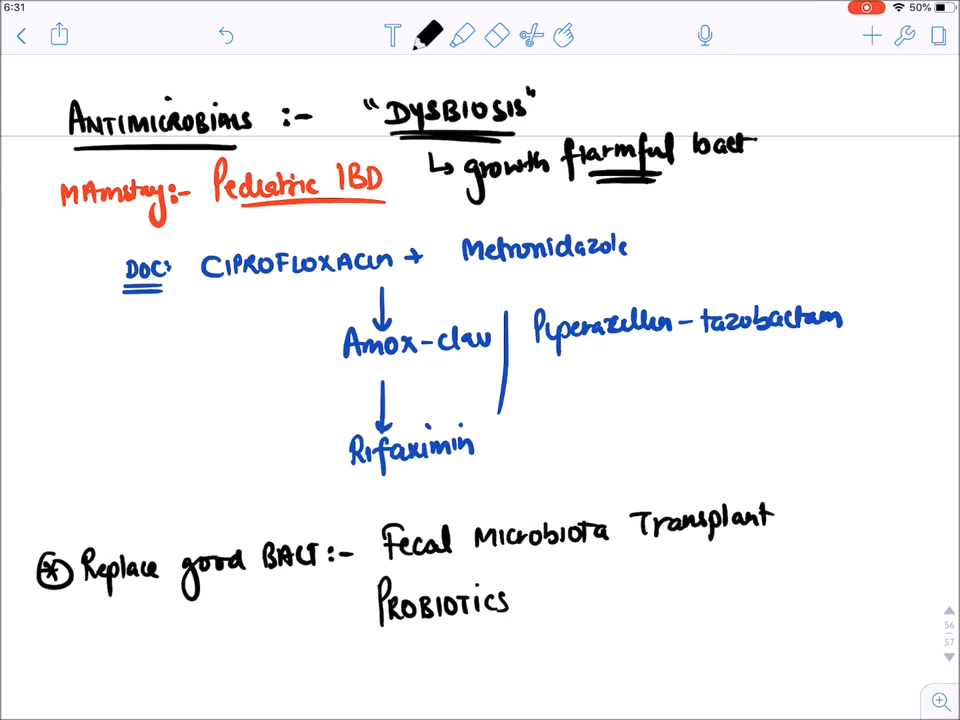 6:31
50%
T
ANTIMICROBIALS :- "DYSBIOSIS"
↳ growth harmful bact
MAinstay:- Pediatric IBD
DOC: CIPROFLOXACin + Metronidazole
Amox-clav | Piperazillin - tazobactam
Rifaximin
* Replace good BACT:- Fecal Microbiota Transplant
PROBIOTICS
56
57